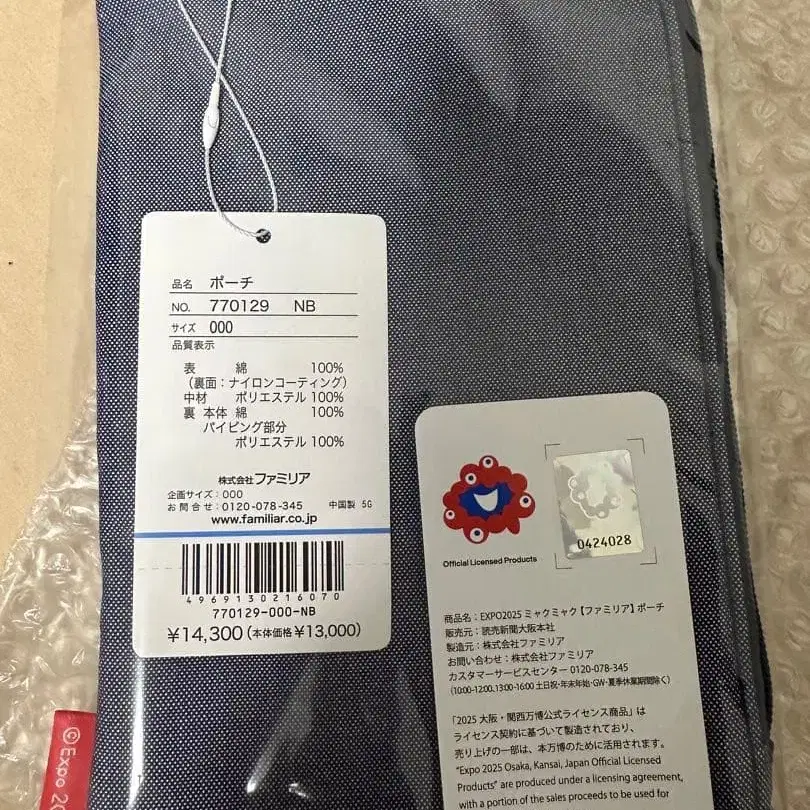 品名 ポーチ
NO. 770129 NB
サイズ 000
品質表示
表 綿 100%
（裏面：ナイロンコーティング）
中材 ポリエステル 100%
裏 本体 綿 100%
パイピング部分
ポリエステル 100%
株式会社ファミリア
企画サイズ：000
お問合せ：0120-078-345 中国製 5G
www.familiar.co.jp
4969130216070
770129-000-NB
¥14,300（本体価格 ¥13,000）
Official Licensed Products
0424028
商品名：EXPO2025 ミャクミャク【ファミリア】ポーチ
販売元：読売新聞大阪本社
製造元：株式会社ファミリア
お問い合わせ：株式会社ファミリア
カスタマーサービスセンター 0120-078-345
（10:00-12:00、13:00-16:00 土日祝・年末年始・GW・夏季休業期間除く）
「2025 大阪・関西万博公式ライセンス商品」は
ライセンス契約に基づいて製造されており、
売り上げの一部は、本万博のために活用されます。
"Expo 2025 Osaka, Kansai, Japan Official Licensed
Products" are produced under a licensing agreement,
with a portion of the sales proceeds to be used for
©Expo 20